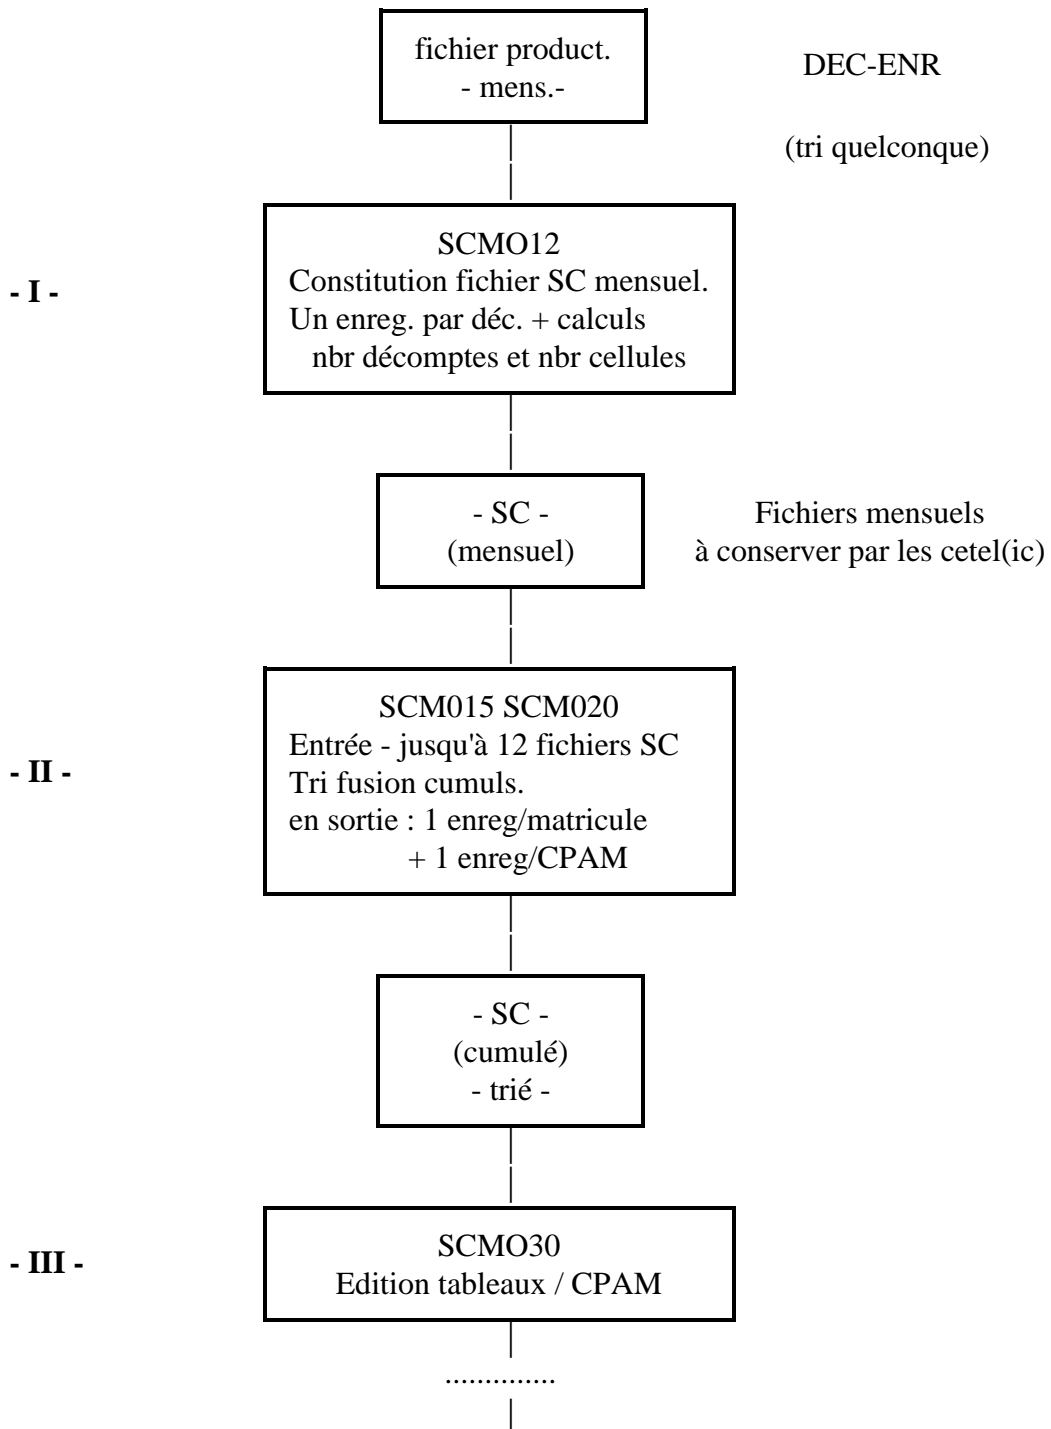 fichier product.
- mens.-
DEC-ENR
(tri quelconque)
- I -
SCMO12
Constitution fichier SC mensuel.
Un enreg. par déc. + calculs
nbr décomptes et nbr cellules
- SC -
(mensuel)
Fichiers mensuels
à conserver par les cetel(ic)
- II -
SCM015 SCM020
Entrée - jusqu'à 12 fichiers SC
Tri fusion cumuls.
en sortie : 1 enreg/matricule
+ 1 enreg/CPAM
- SC -
(cumulé)
- trié -
- III -
SCMO30
Edition tableaux / CPAM
..............